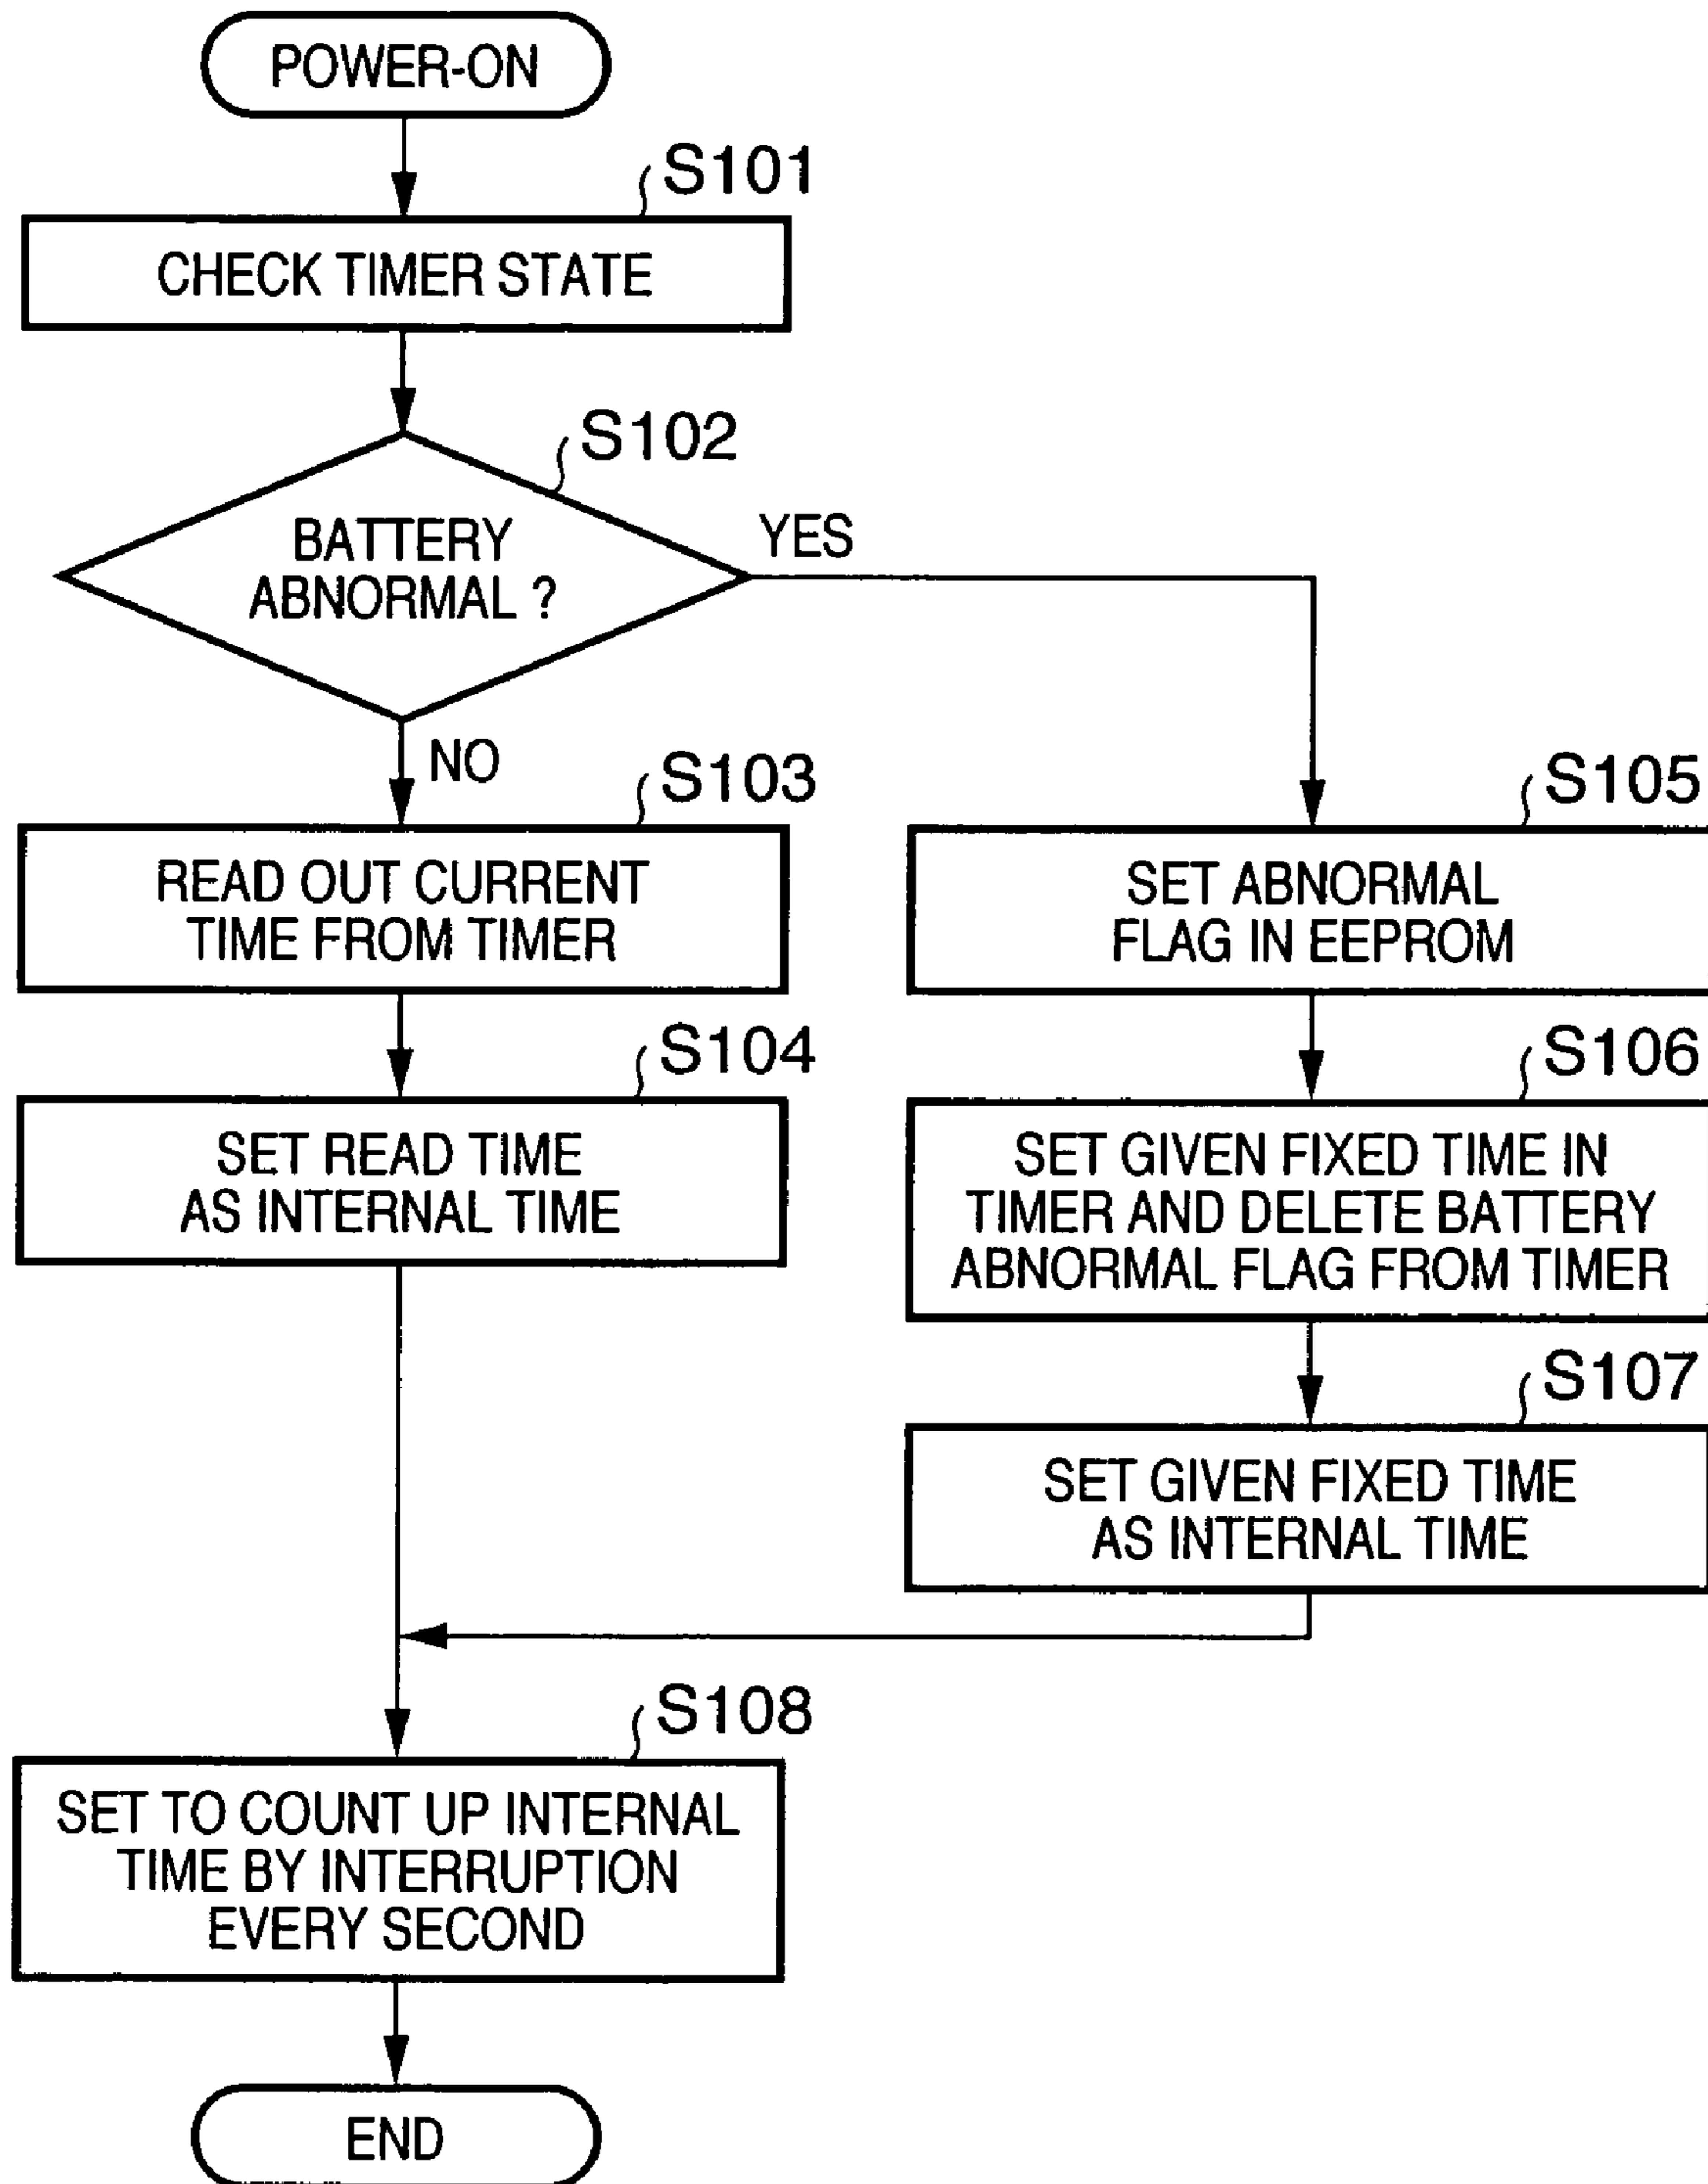 POWER-ON
S101
CHECK TIMER STATE
S102
BATTERY
ABNORMAL ?
YES
NO
S103
READ OUT CURRENT
TIME FROM TIMER
S104
SET READ TIME
AS INTERNAL TIME
S105
SET ABNORMAL
FLAG IN EEPROM
S106
SET GIVEN FIXED TIME IN
TIMER AND DELETE BATTERY
ABNORMAL FLAG FROM TIMER
S107
SET GIVEN FIXED TIME
AS INTERNAL TIME
S108
SET TO COUNT UP INTERNAL
TIME BY INTERRUPTION
EVERY SECOND
END